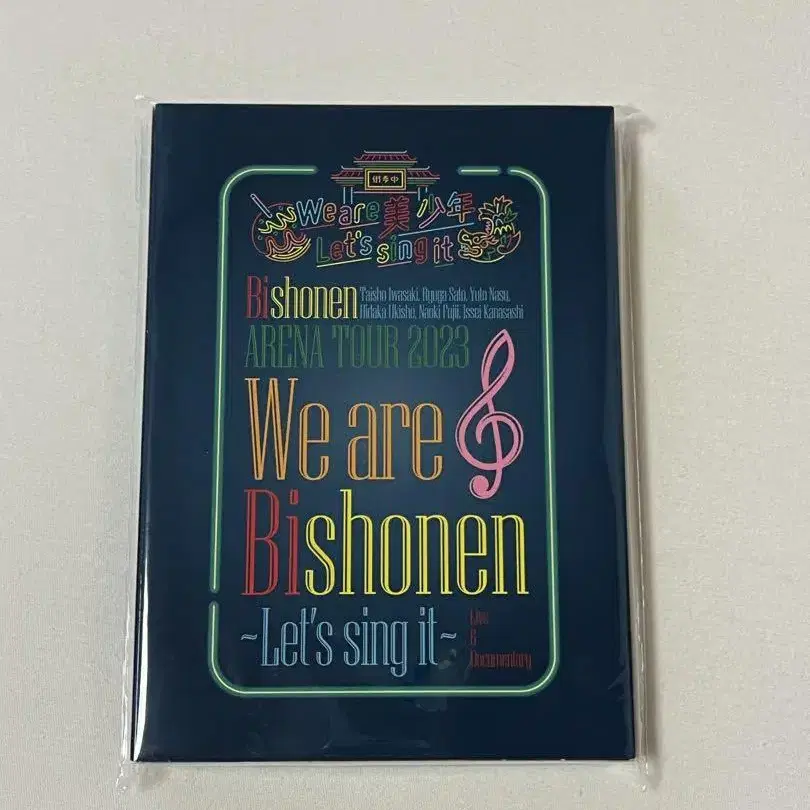 We are 美 少年
Let's sing it
Bishonen Taisho Iwasaki, Ryuga Sato, Yuto Nasu,
Hidaka Ukisho, Naoki Fujii, Issei Kanasashi
ARENA TOUR 2023
We are
Bishonen
~Let's sing it~
Live
&
Documentary